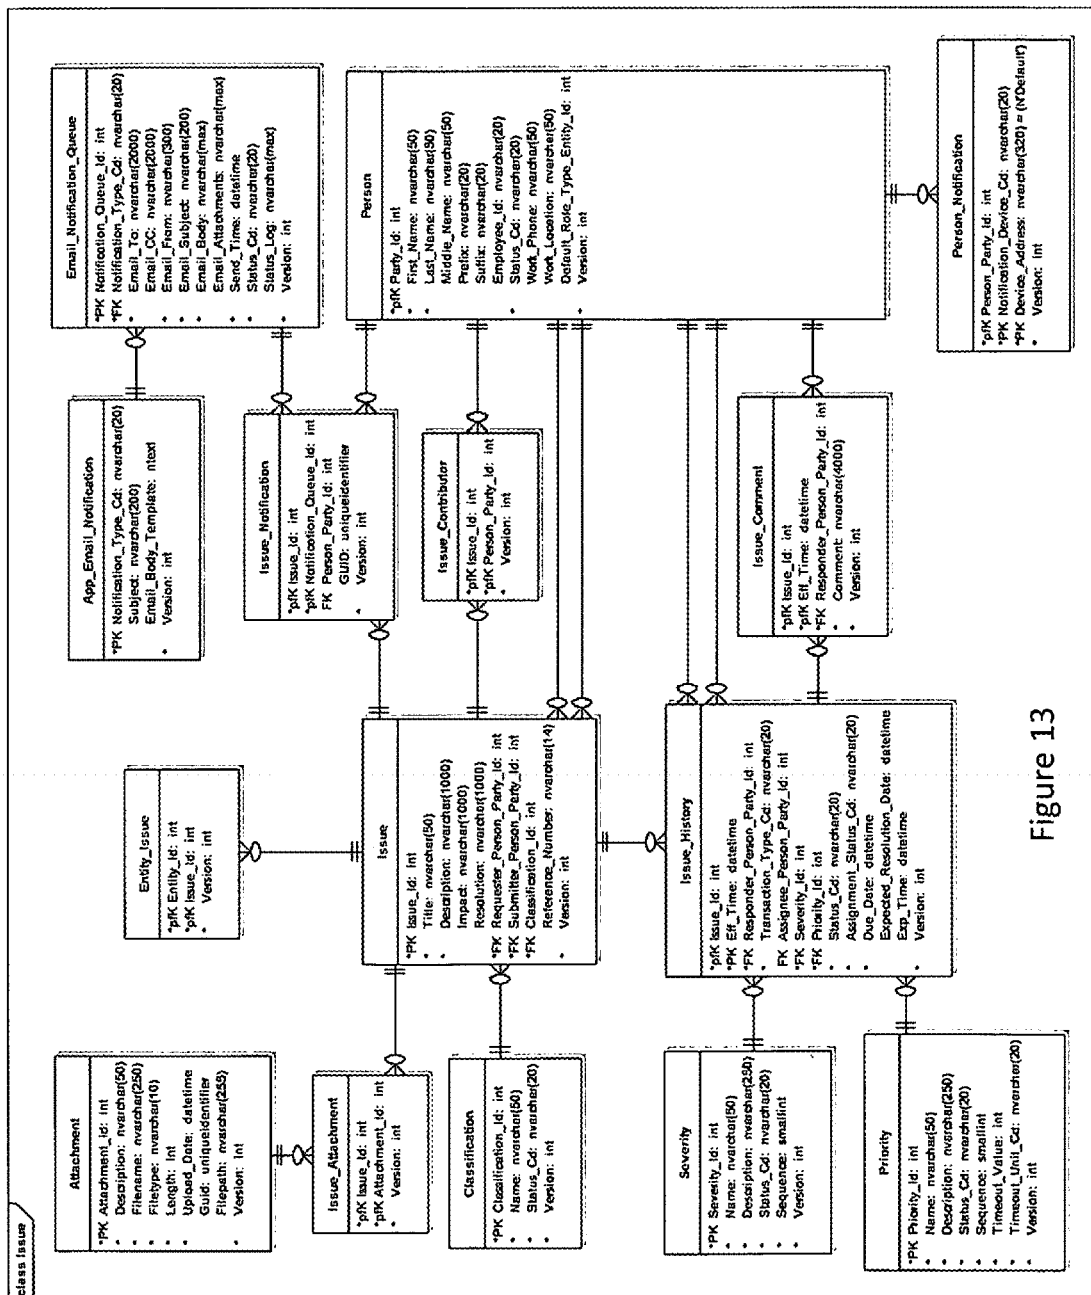 class Issue
Attachment
*PK Attachment_Id: int
* Description: nvarchar(50)
* Filename: nvarchar(250)
* Filetype: nvarchar(10)
* Length: int
* Upload_Date: datetime
Guid: uniqueidentifier
Filepath: nvarchar(255)
* Version: int
Issue_Attachment
*pfK Issue_Id: int
*pfK Attachment_Id: int
* Version: int
Classification
*PK Classification_Id: int
* Name: nvarchar(50)
* Status_Cd: nvarchar(20)
* Version: int
Severity
*PK Severity_Id: int
* Name: nvarchar(50)
* Description: nvarchar(250)
* Status_Cd: nvarchar(20)
* Sequence: smallint
* Version: int
Priority
*PK Priority_Id: int
* Name: nvarchar(50)
* Description: nvarchar(250)
* Status_Cd: nvarchar(20)
* Sequence: smallint
* Timeout_Value: int
* Timeout_Unit_Cd: nvarchar(20)
* Version: int
Entity_Issue
*pfK Entity_Id: int
*pfK Issue_Id: int
* Version: int
Issue
*PK Issue_Id: int
* Title: nvarchar(50)
* Description: nvarchar(1000)
Impact: nvarchar(1000)
Resolution: nvarchar(1000)
*FK Requester_Person_Party_Id: int
*FK Submitter_Person_Party_Id: int
*FK Classification_Id: int
Reference_Number: nvarchar(14)
* Version: int
Issue_History
*pfK Issue_Id: int
*PK Eff_Time: datetime
*FK Responder_Person_Party_Id: int
* Transaction_Type_Cd: nvarchar(20)
FK Assignee_Person_Party_Id: int
*FK Severity_Id: int
*FK Priority_Id: int
* Status_Cd: nvarchar(20)
* Assignment_Status_Cd: nvarchar(20)
* Due_Date: datetime
Expected_Resolution_Date: datetime
Exp_Time: datetime
* Version: int
App_Email_Notification
*PK Notification_Type_Cd: nvarchar(20)
Subject: nvarchar(200)
Email_Body_Template: ntext
* Version: int
Issue_Notification
*pfK Issue_Id: int
*pfK Notification_Queue_Id: int
FK Person_Party_Id: int
GUID: uniqueidentifier
* Version: int
Issue_Contributor
*pfK Issue_Id: int
*pfK Person_Party_Id: int
* Version: int
Issue_Comment
*pfK Issue_Id: int
*pfK Eff_Time: datetime
*FK Responder_Person_Party_Id: int
* Comment: nvarchar(4000)
* Version: int
Email_Notification_Queue
*PK Notification_Queue_Id: int
*FK Notification_Type_Cd: nvarchar(20)
* Email_To: nvarchar(2000)
* Email_CC: nvarchar(2000)
* Email_From: nvarchar(300)
* Email_Subject: nvarchar(200)
* Email_Body: nvarchar(max)
Email_Attachments: nvarchar(max)
* Send_Time: datetime
* Status_Cd: nvarchar(20)
* Status_Log: nvarchar(max)
* Version: int
Person
*pfK Party_Id: int
* First_Name: nvarchar(50)
* Last_Name: nvarchar(50)
Middle_Name: nvarchar(50)
Prefix: nvarchar(20)
Suffix: nvarchar(20)
Employee_Id: nvarchar(20)
* Status_Cd: nvarchar(20)
Work_Phone: nvarchar(50)
Work_Location: nvarchar(50)
Default_Role_Type_Entity_Id: int
* Version: int
Person_Notification
*pfK Person_Party_Id: int
*PK Notification_Device_Cd: nvarchar(20)
*PK Device_Address: nvarchar(320) = (N'Default')
* Version: int
Figure 13